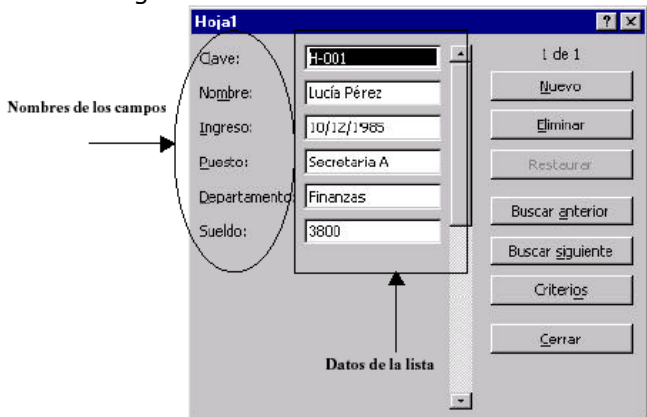 Hoja1
Clave: H-001 1 de 1
Nombre: Lucía Pérez Nuevo
Nombres de los campos
Ingreso: 10/12/1985 Eliminar
Puesto: Secretaria A Restaurar
Departamento: Finanzas Buscar anterior
Sueldo: 3800 Buscar siguiente
Criterios
Cerrar
Datos de la lista